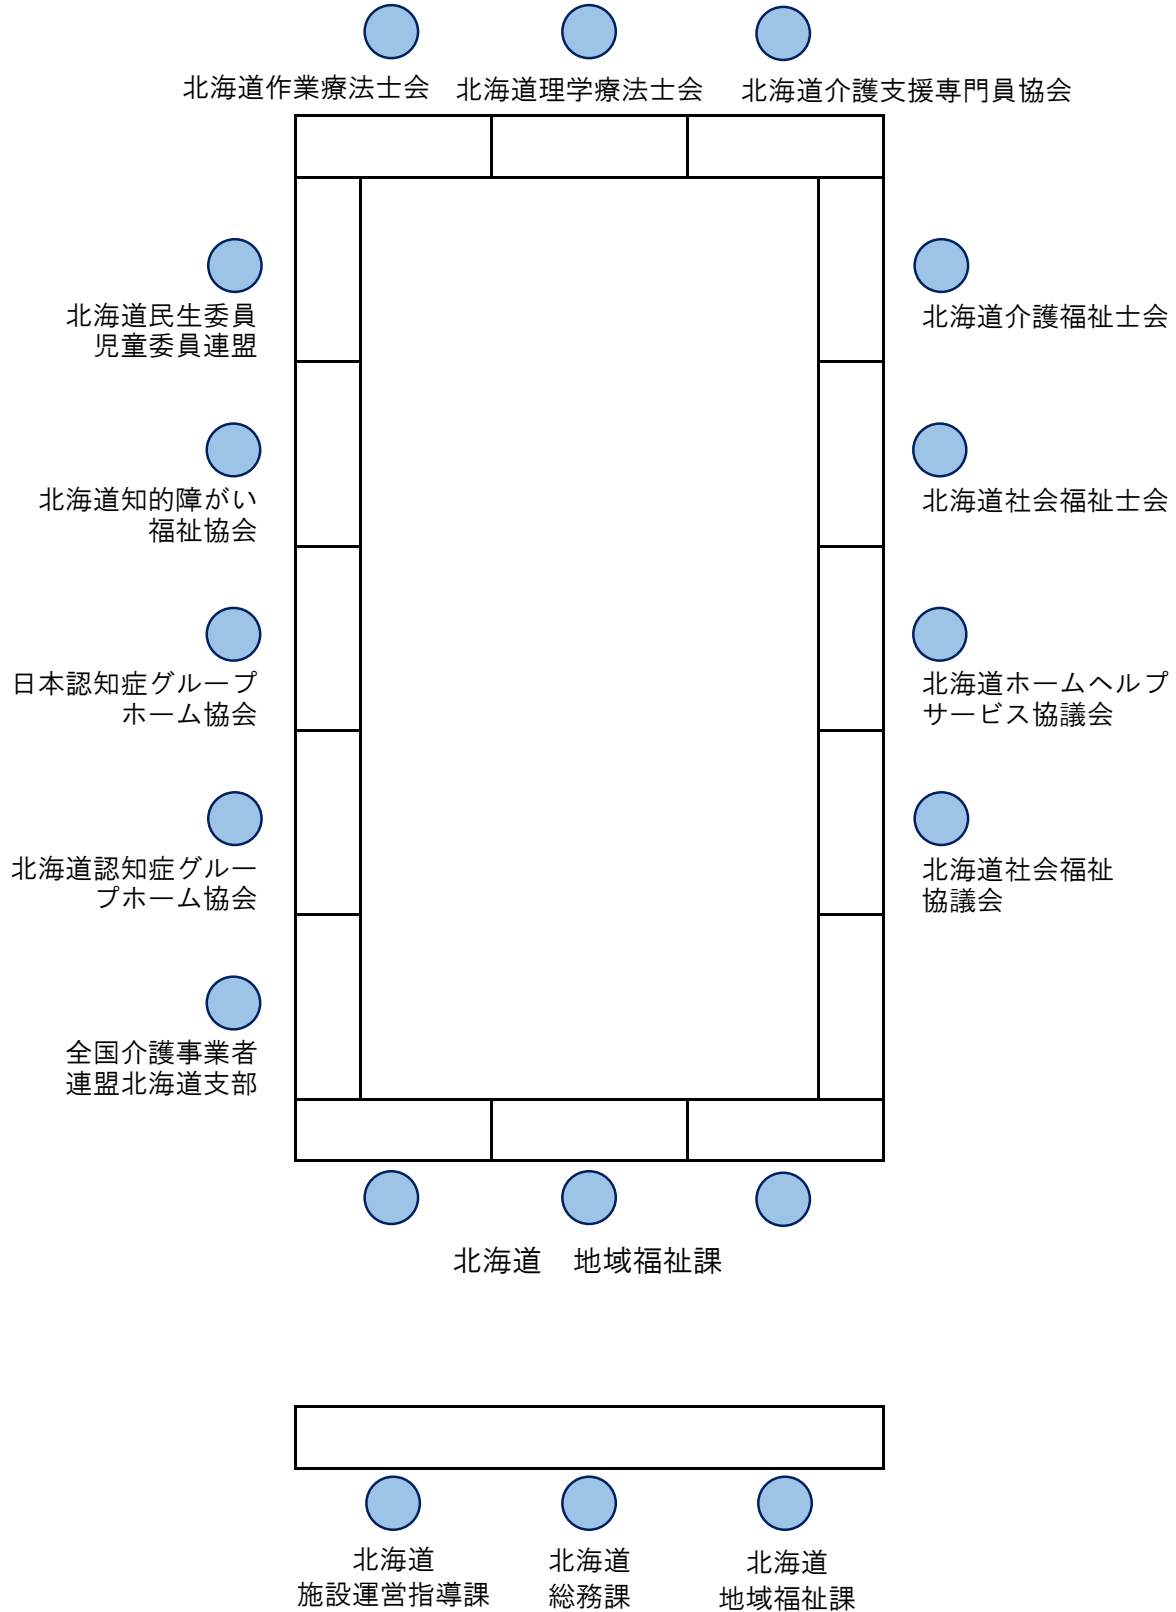 北海道作業療法士会
北海道理学療法士会
北海道介護支援専門員協会
北海道民生委員
児童委員連盟
北海道介護福祉士会
北海道知的障がい
福祉協会
北海道社会福祉士会
日本認知症グループ
ホーム協会
北海道ホームヘルプ
サービス協議会
北海道認知症グルー
プホーム協会
北海道社会福祉
協議会
全国介護事業者
連盟北海道支部
北海道　地域福祉課
北海道
施設運営指導課
北海道
総務課
北海道
地域福祉課